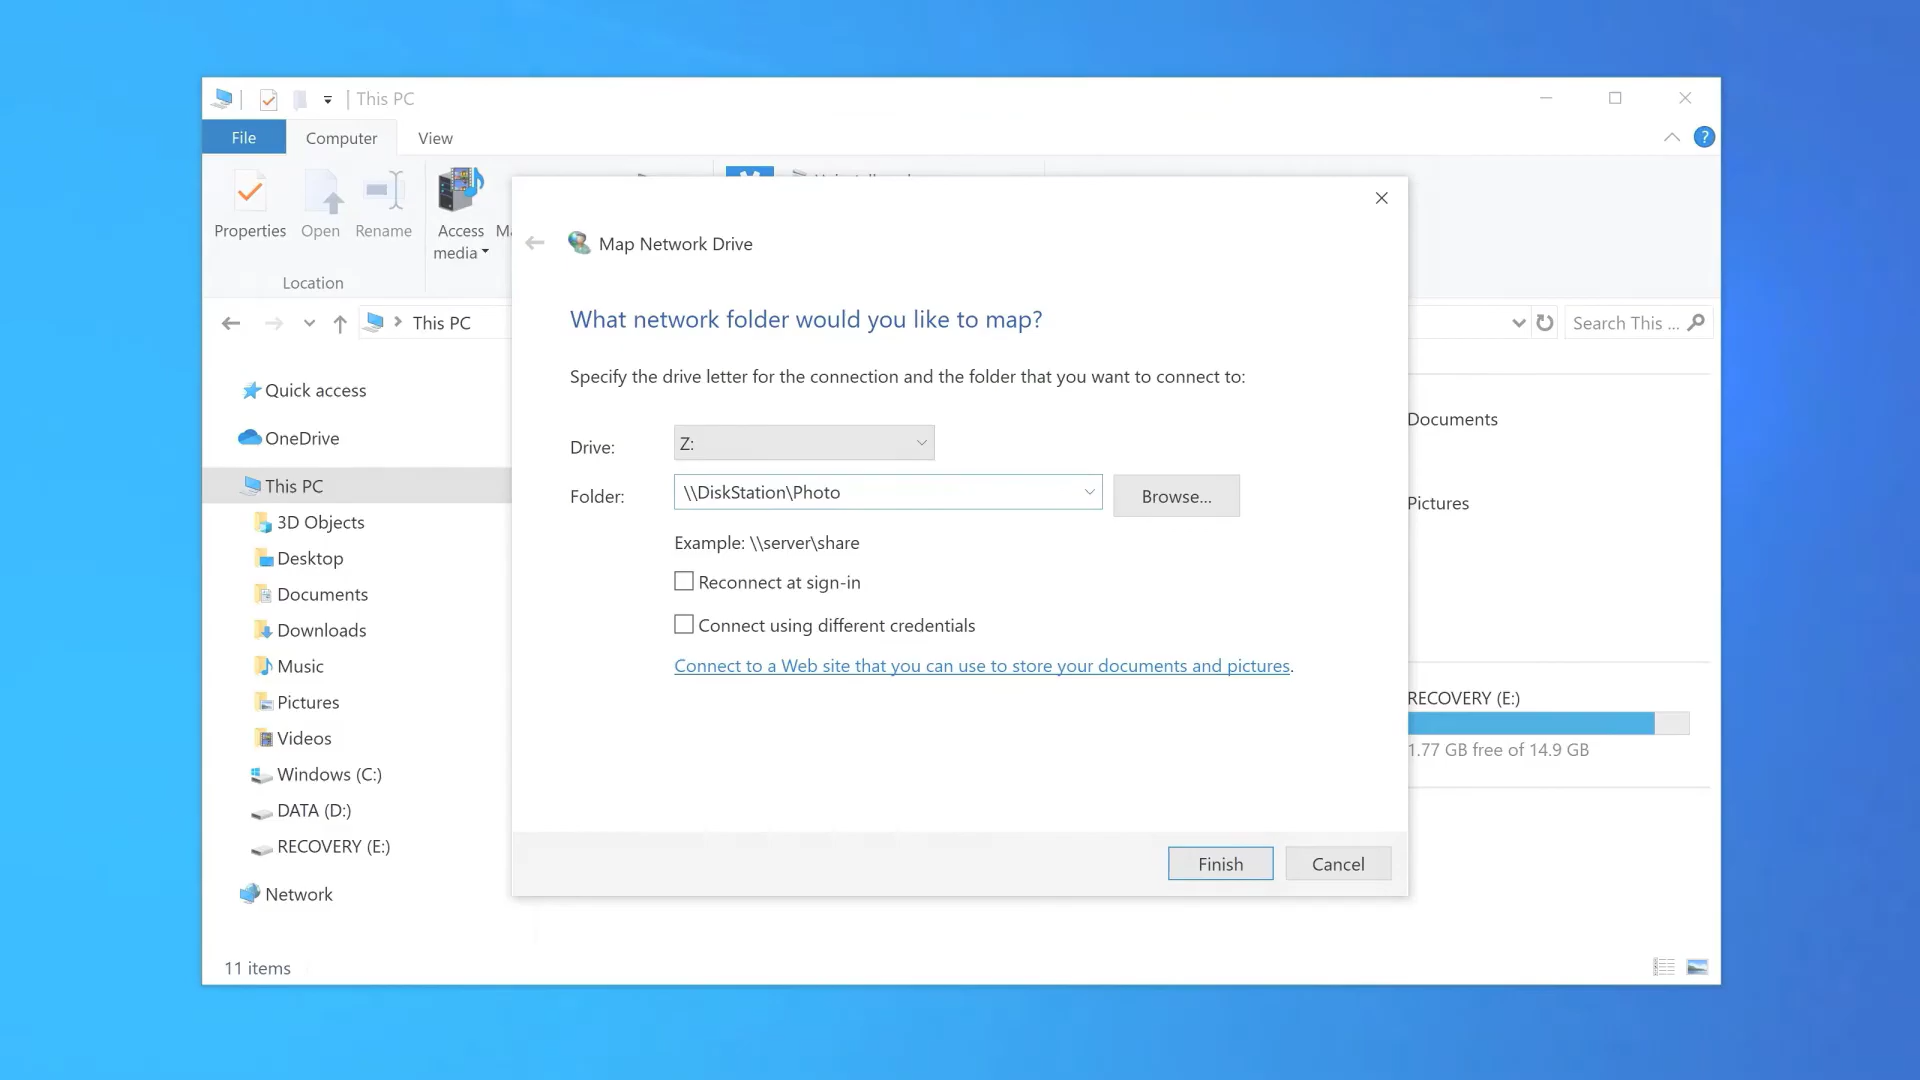 This PC
File
Computer
View
?
Properties
Open
Rename
Access
media
Location
This PC
Search This ...
Quick access
OneDrive
This PC
3D Objects
Desktop
Documents
Downloads
Music
Pictures
Videos
Windows (C:)
DATA (D:)
RECOVERY (E:)
Network
11 items
Map Network Drive
What network folder would you like to map?
Specify the drive letter for the connection and the folder that you want to connect to:
Drive:
Z:
Folder:
\\DiskStation\Photo
Browse...
Example: \\server\share
Reconnect at sign-in
Connect using different credentials
Connect to a Web site that you can use to store your documents and pictures.
Finish
Cancel
Documents
Pictures
RECOVERY (E:)
1.77 GB free of 14.9 GB